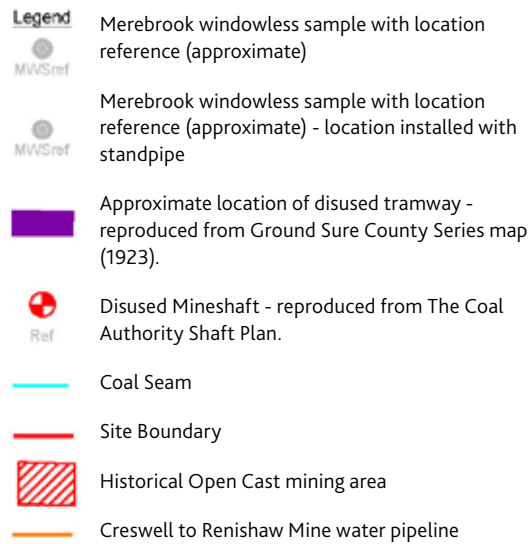 Legend
Merebrook windowless sample with location
reference (approximate)
MWSref
Merebrook windowless sample with location
reference (approximate) - location installed with
standpipe
MWSref
Approximate location of disused tramway -
reproduced from Ground Sure County Series map
(1923).
Disused Mineshaft - reproduced from The Coal
Authority Shaft Plan.
Ref
Coal Seam
Site Boundary
Historical Open Cast mining area
Creswell to Renishaw Mine water pipeline